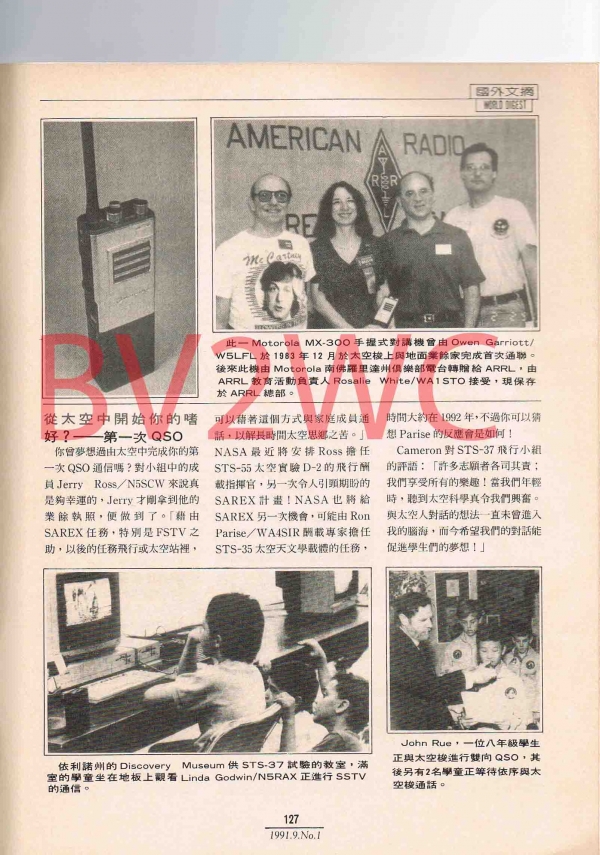 國外文摘
WORLD DIGEST
AMERICAN RADIO
ARRL
RE
McCartney
此一 Motorola MX-300 手握式對講機曾由 Owen Garriott/
W5LFL 於 1983 年 12 月於太空梭上與地面業餘家完成首次通聯。
後來此機由 Motorola 南佛羅里達州俱樂部電台轉贈給 ARRL，由
ARRL 教育活動負責人 Rosalie White/WA1STO 接受，現保存
於 ARRL 總部。
BV2WC
從太空中開始你的嗜
好？——第一次 QSO
你曾夢想過由太空中完成你的第
一次 QSO 通信嗎？對小組中的成
員 Jerry Ross/N5SCW 來說真
是夠幸運的，Jerry 才剛拿到他的
業餘執照，便做到了。「藉由
SAREX 任務，特別是 FSTV 之
助，以後的任務飛行或太空站裡，
可以藉著這個方式與家庭成員通
話，以解長時間太空思鄉之苦。」
NASA 最近將安排 Ross 擔任
STS-55 太空實驗 D-2 的飛行酬
載指揮官，另一次令人引頸期盼的
SAREX 計畫！NASA 也將給
SAREX 另一次機會，可能由 Ron
Parise/WA4SIR 酬載專家擔任
STS-35 太空天文學載體的任務，
時間大約在 1992 年，不過你可以猜
想 Parise 的反應會是如何！
Cameron 對 STS-37 飛行小組
的評語：「許多志願者各司其責；
我們享受所有的樂趣！當我們年輕
時，聽到太空科學真令我們興奮。
與太空人對話的想法一直未曾進入
我的腦海，而今希望我們的對話能
促進學生們的夢想！」
依利諾州的 Discovery Museum 供 STS-37 試驗的教室，滿
室的學童坐在地板上觀看 Linda Godwin/N5RAX 正進行 SSTV
的通信。
John Rue，一位八年級學生
正與太空梭進行雙向 QSO，其
後另有2名學童正等待依序與太
空梭通話。
127
1991.9.No.1